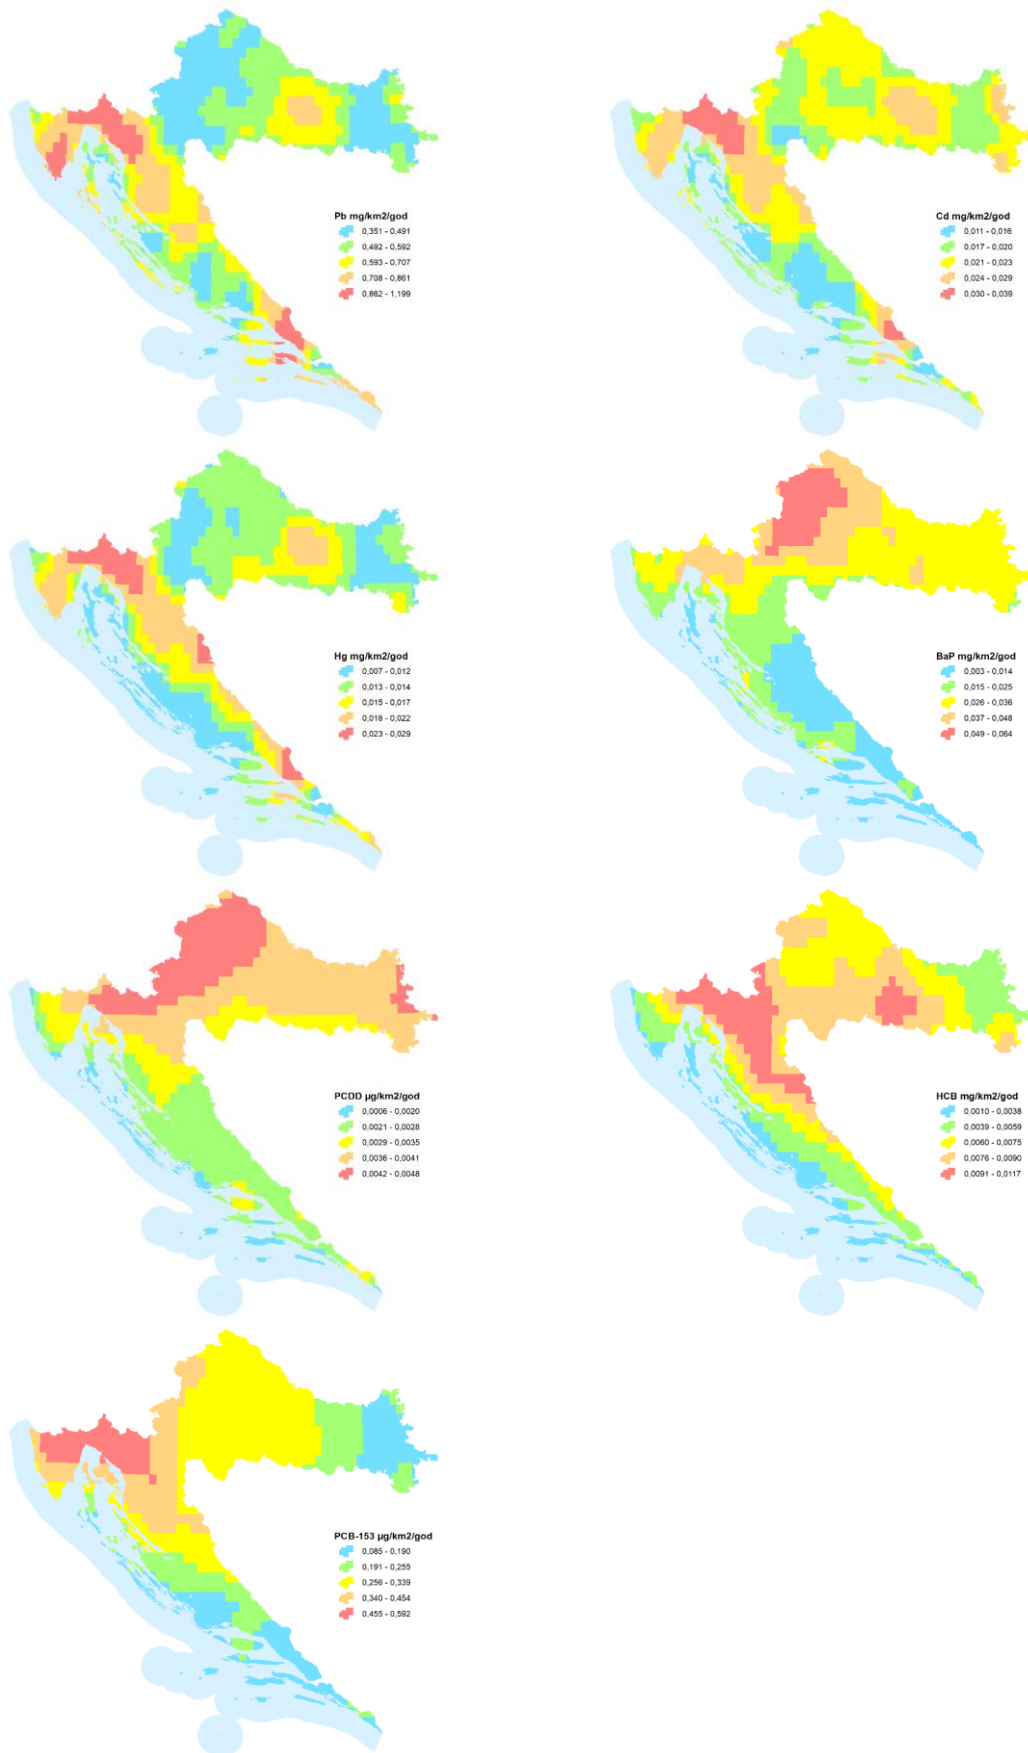 Pb mg/km2/god
0,351 - 0,491
0,492 - 0,592
0,593 - 0,707
0,708 - 0,861
0,862 - 1,199
Cd mg/km2/god
0,011 - 0,016
0,017 - 0,020
0,021 - 0,023
0,024 - 0,029
0,030 - 0,039
Hg mg/km2/god
0,007 - 0,012
0,013 - 0,014
0,015 - 0,017
0,018 - 0,022
0,023 - 0,029
BaP mg/km2/god
0,003 - 0,014
0,015 - 0,025
0,026 - 0,036
0,037 - 0,048
0,049 - 0,064
PCDD µg/km2/god
0,0006 - 0,0020
0,0021 - 0,0028
0,0029 - 0,0035
0,0036 - 0,0041
0,0042 - 0,0048
HCB mg/km2/god
0,0010 - 0,0038
0,0039 - 0,0059
0,0060 - 0,0075
0,0076 - 0,0090
0,0091 - 0,0117
PCB-153 µg/km2/god
0,085 - 0,190
0,191 - 0,255
0,256 - 0,339
0,340 - 0,454
0,455 - 0,592